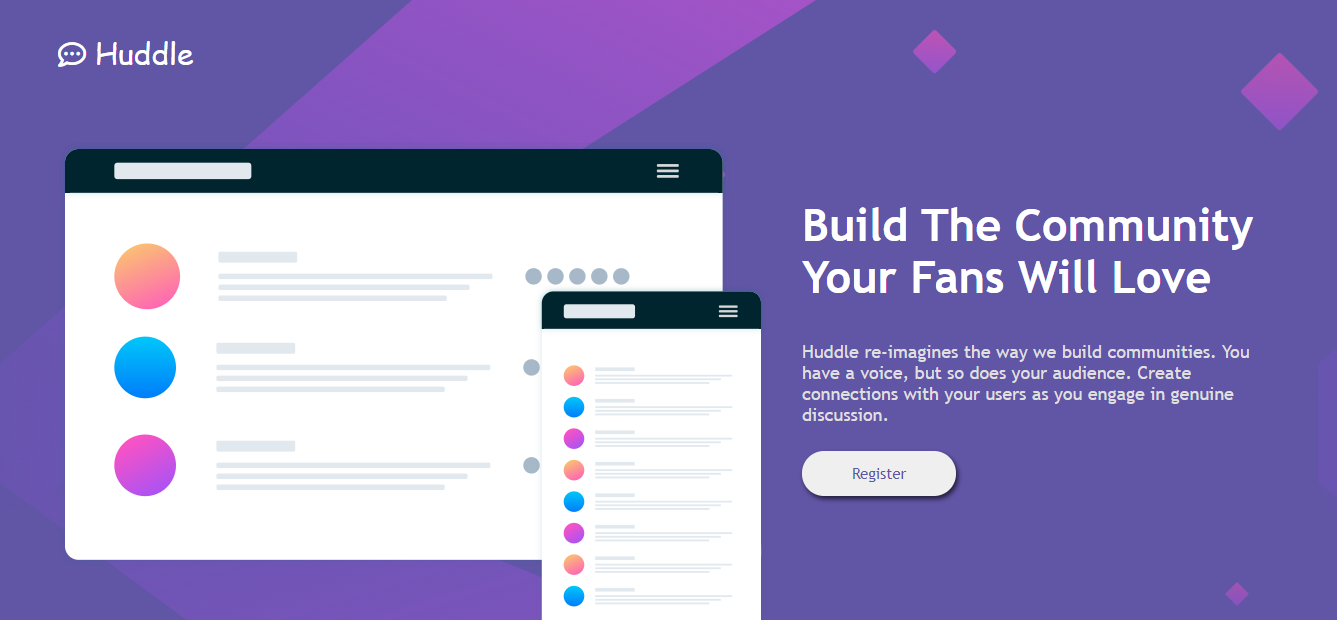 Huddle
Build The Community
Your Fans Will Love
Huddle re-imagines the way we build communities. You
have a voice, but so does your audience. Create
connections with your users as you engage in genuine
discussion.
Register